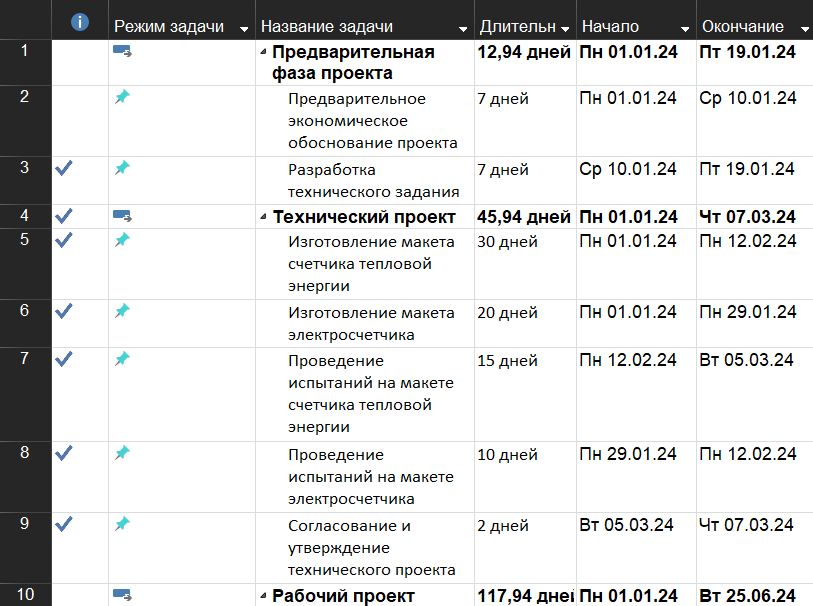 Режим задачи Название задачи Длительн Начало Окончание
1 Предварительная 12,94 дней Пн 01.01.24 Пт 19.01.24
фаза проекта
2 Предварительное 7 дней Пн 01.01.24 Ср 10.01.24
экономическое
обоснование проекта
3 Разработка 7 дней Ср 10.01.24 Пт 19.01.24
технического задания
4 Технический проект 45,94 дней Пн 01.01.24 Чт 07.03.24
5 Изготовление макета 30 дней Пн 01.01.24 Пн 12.02.24
счетчика тепловой
энергии
6 Изготовление макета 20 дней Пн 01.01.24 Пн 29.01.24
электросчетчика
7 Проведение 15 дней Пн 12.02.24 Вт 05.03.24
испытаний на макете
счетчика тепловой
энергии
8 Проведение 10 дней Пн 29.01.24 Пн 12.02.24
испытаний на макете
электросчетчика
9 Согласование и 2 дней Вт 05.03.24 Чт 07.03.24
утверждение
технического проекта
10 Рабочий проект 117,94 дней Пн 01.01.24 Вт 25.06.24